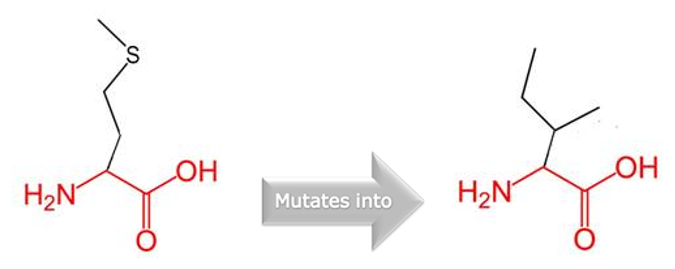 S
OH
H₂N
O
Mutates into
OH
H₂N
O